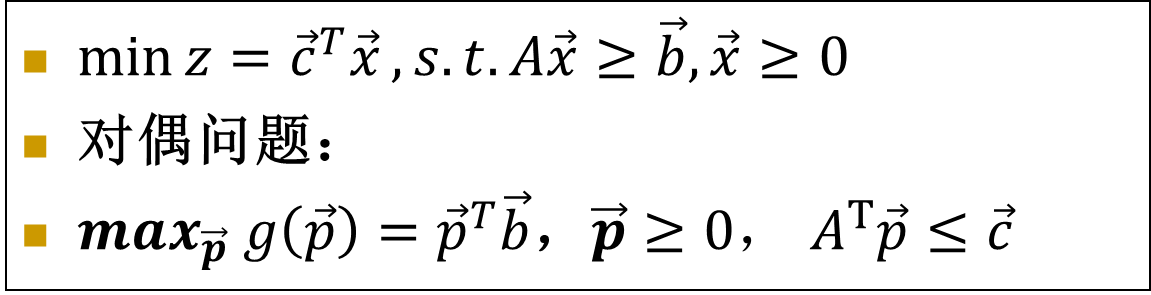 min z = c⃗ᵀx⃗ , s.t. Ax⃗ ≥ b⃗, x⃗ ≥ 0
对偶问题：
max_p⃗ g(p⃗) = p⃗ᵀb⃗， p⃗ ≥ 0， Aᵀp⃗ ≤ c⃗